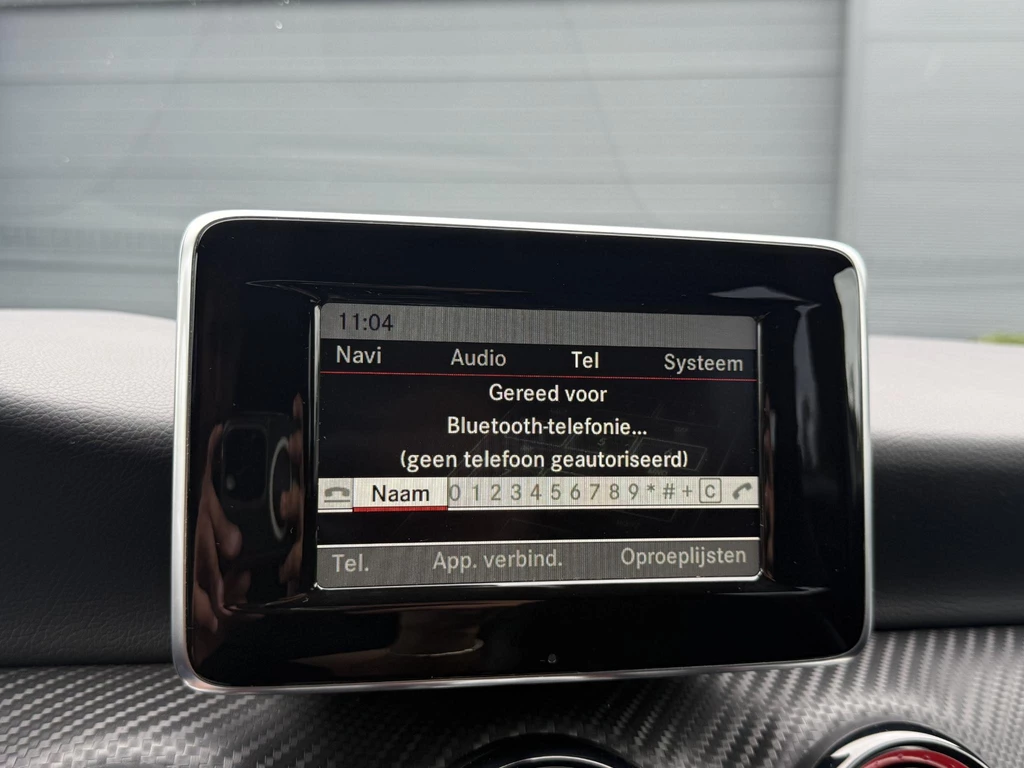 11:04
Navi Audio Tel Systeem
Gereed voor
Bluetooth-telefonie...
(geen telefoon geautoriseerd)
Naam 0 1 2 3 4 5 6 7 8 9 * # + C
Tel. App. verbind. Oproeplijsten